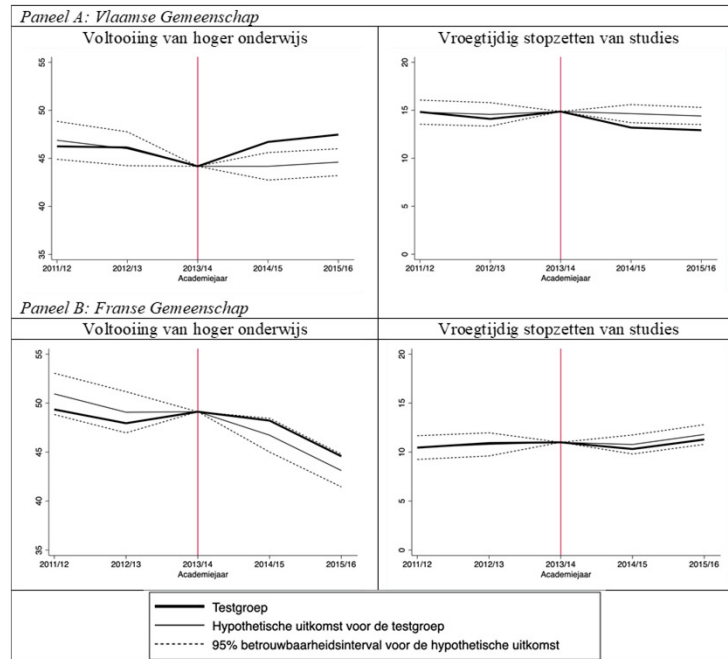 Paneel A: Vlaamse Gemeenschap
Voltooiing van hoger onderwijs
Vroegtijdig stopzetten van studies
55
50
45
40
35
2011/12 2012/13 2013/14 2014/15 2015/16
Academiejaar
20
15
10
5
0
2011/12 2012/13 2013/14 2014/15 2015/16
Academiejaar
Paneel B: Franse Gemeenschap
Voltooiing van hoger onderwijs
Vroegtijdig stopzetten van studies
55
50
45
40
35
2011/12 2012/13 2013/14 2014/15 2015/16
Academiejaar
20
15
10
5
0
2011/12 2012/13 2013/14 2014/15 2015/16
Academiejaar
Testgroep
Hypothetische uitkomst voor de testgroep
95% betrouwbaarheidsinterval voor de hypothetische uitkomst